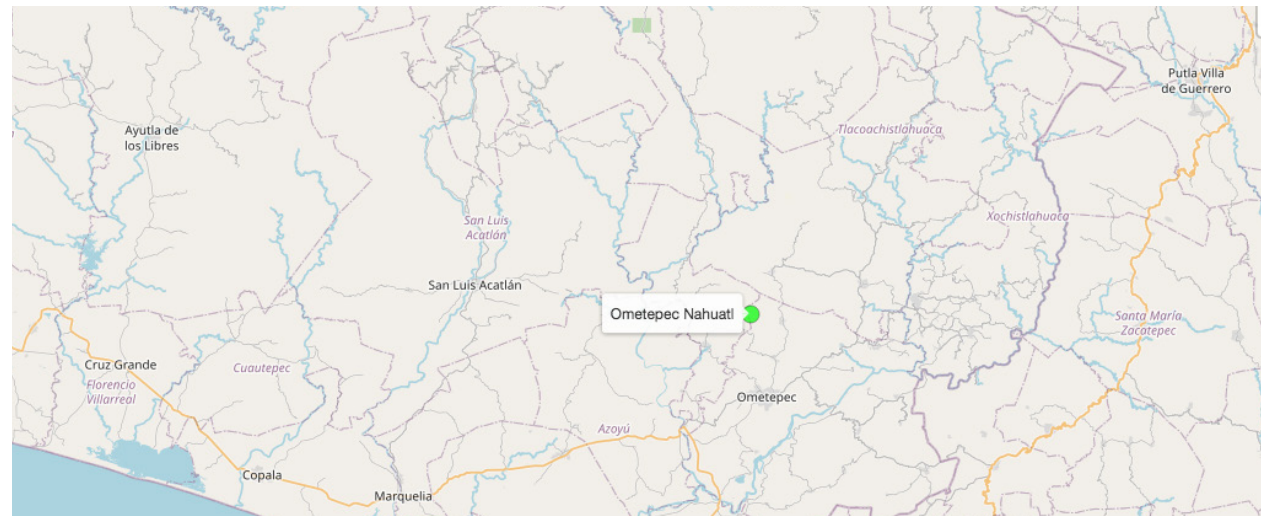 Putla Villa
de Guerrero
Ayutla de
los Libres
Tlacoachistlahuaca
San Luis
Acatlán
Xochistlahuaca
San Luis Acatlán
Ometepec Nahuatl
Santa María
Zacatepec
Cruz Grande
Cuautepec
Florencio
Villarreal
Ometepec
Azoyú
Copala
Marquelia